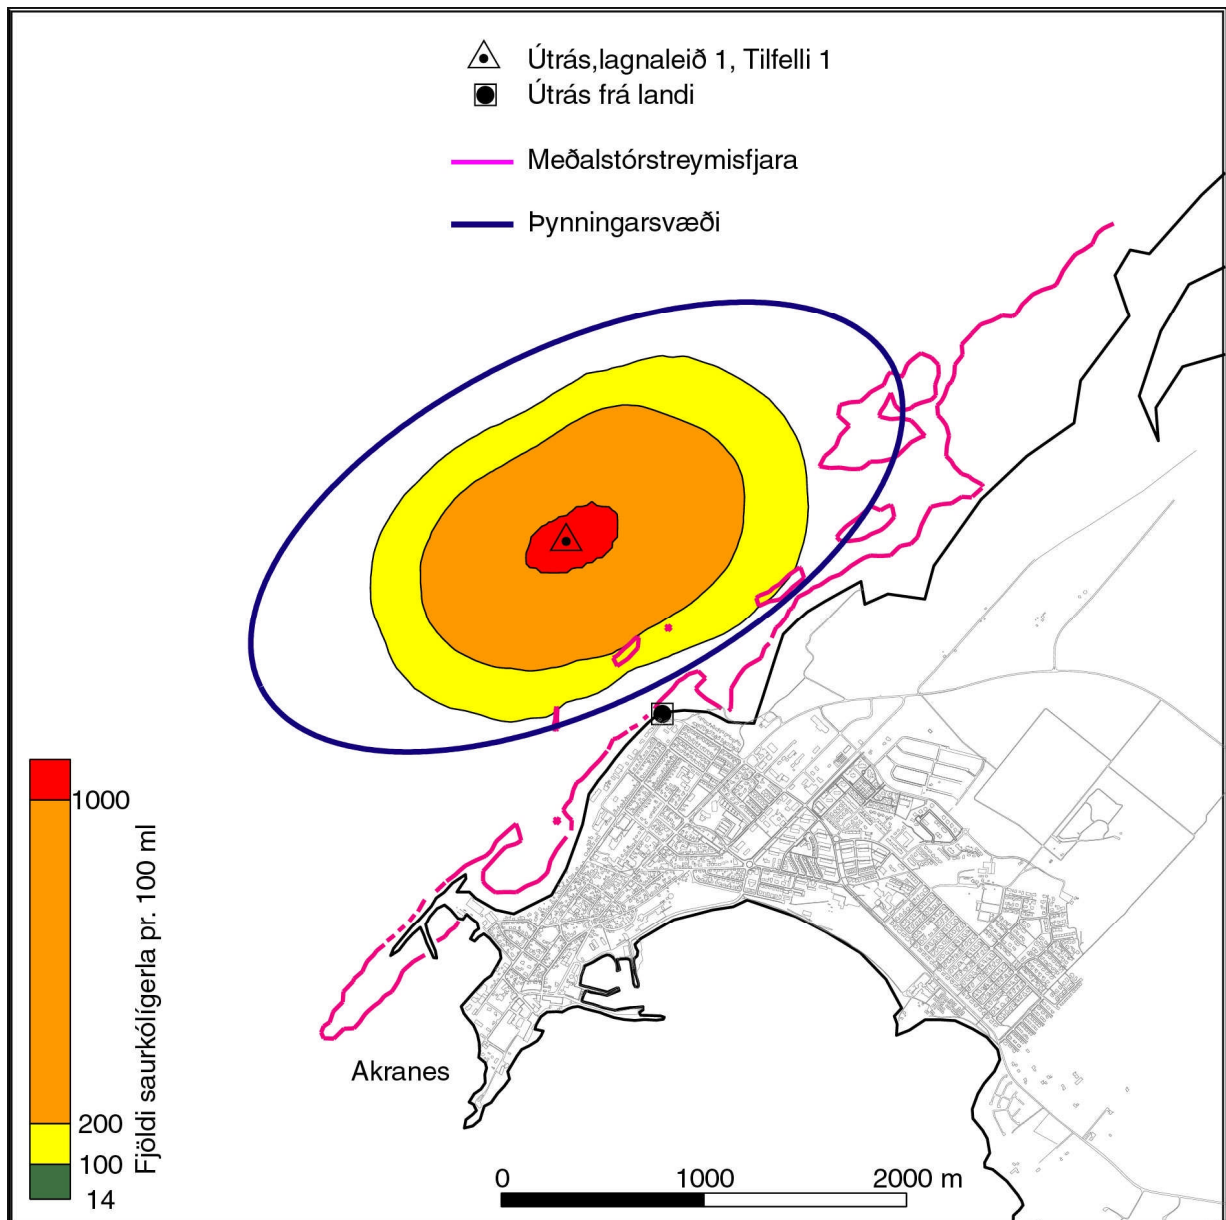 Útrás,lagnaleið 1, Tilfelli 1
Útrás frá landi
Meðalstórstreymisfjara
Þynningarsvæði
1000
200
100
14
Fjöldi saurkólígerla pr. 100 ml
Akranes
0 1000 2000 m